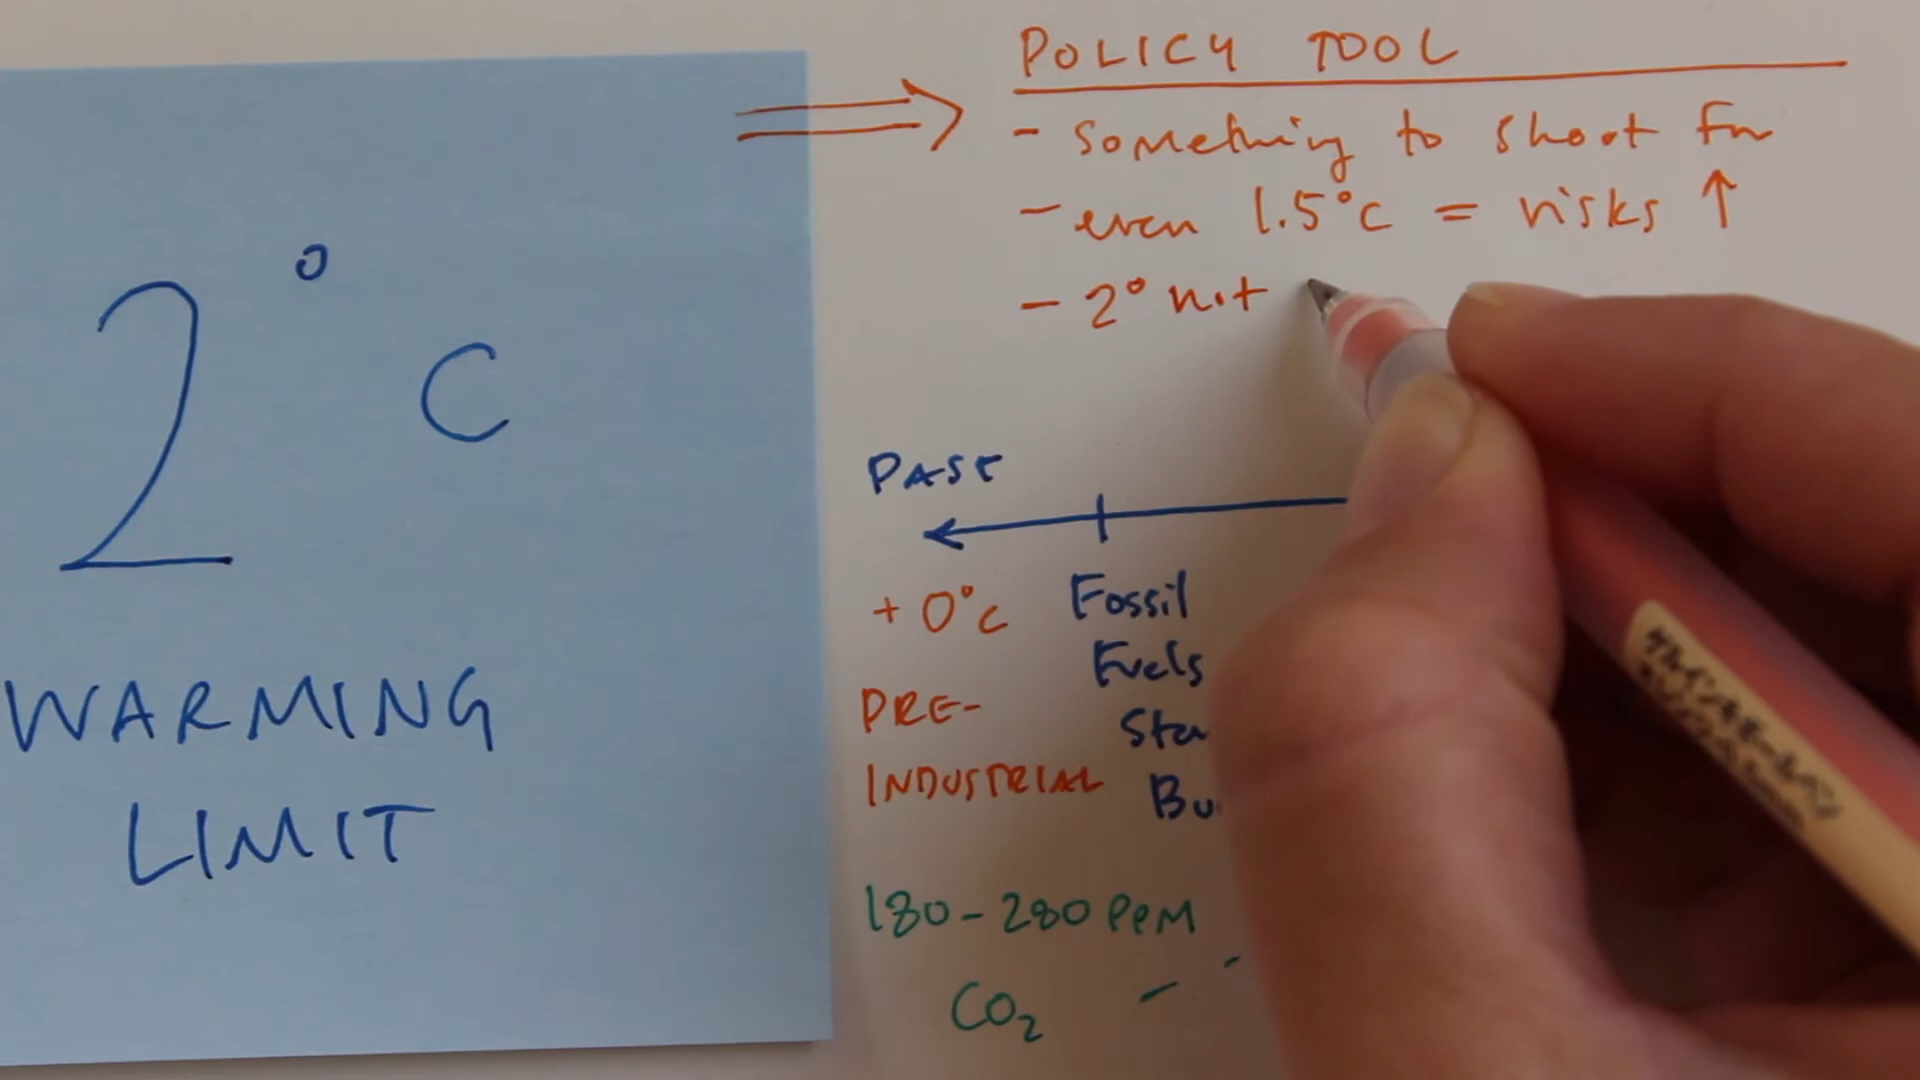 2°C
WARMING
LIMIT
POLICY TOOL
- something to shoot for
- even 1.5°C = risks ↑
- 2° not
PAST
+0°C
PRE-
INDUSTRIAL
Fossil
Fuels
180-280 PPM
CO₂